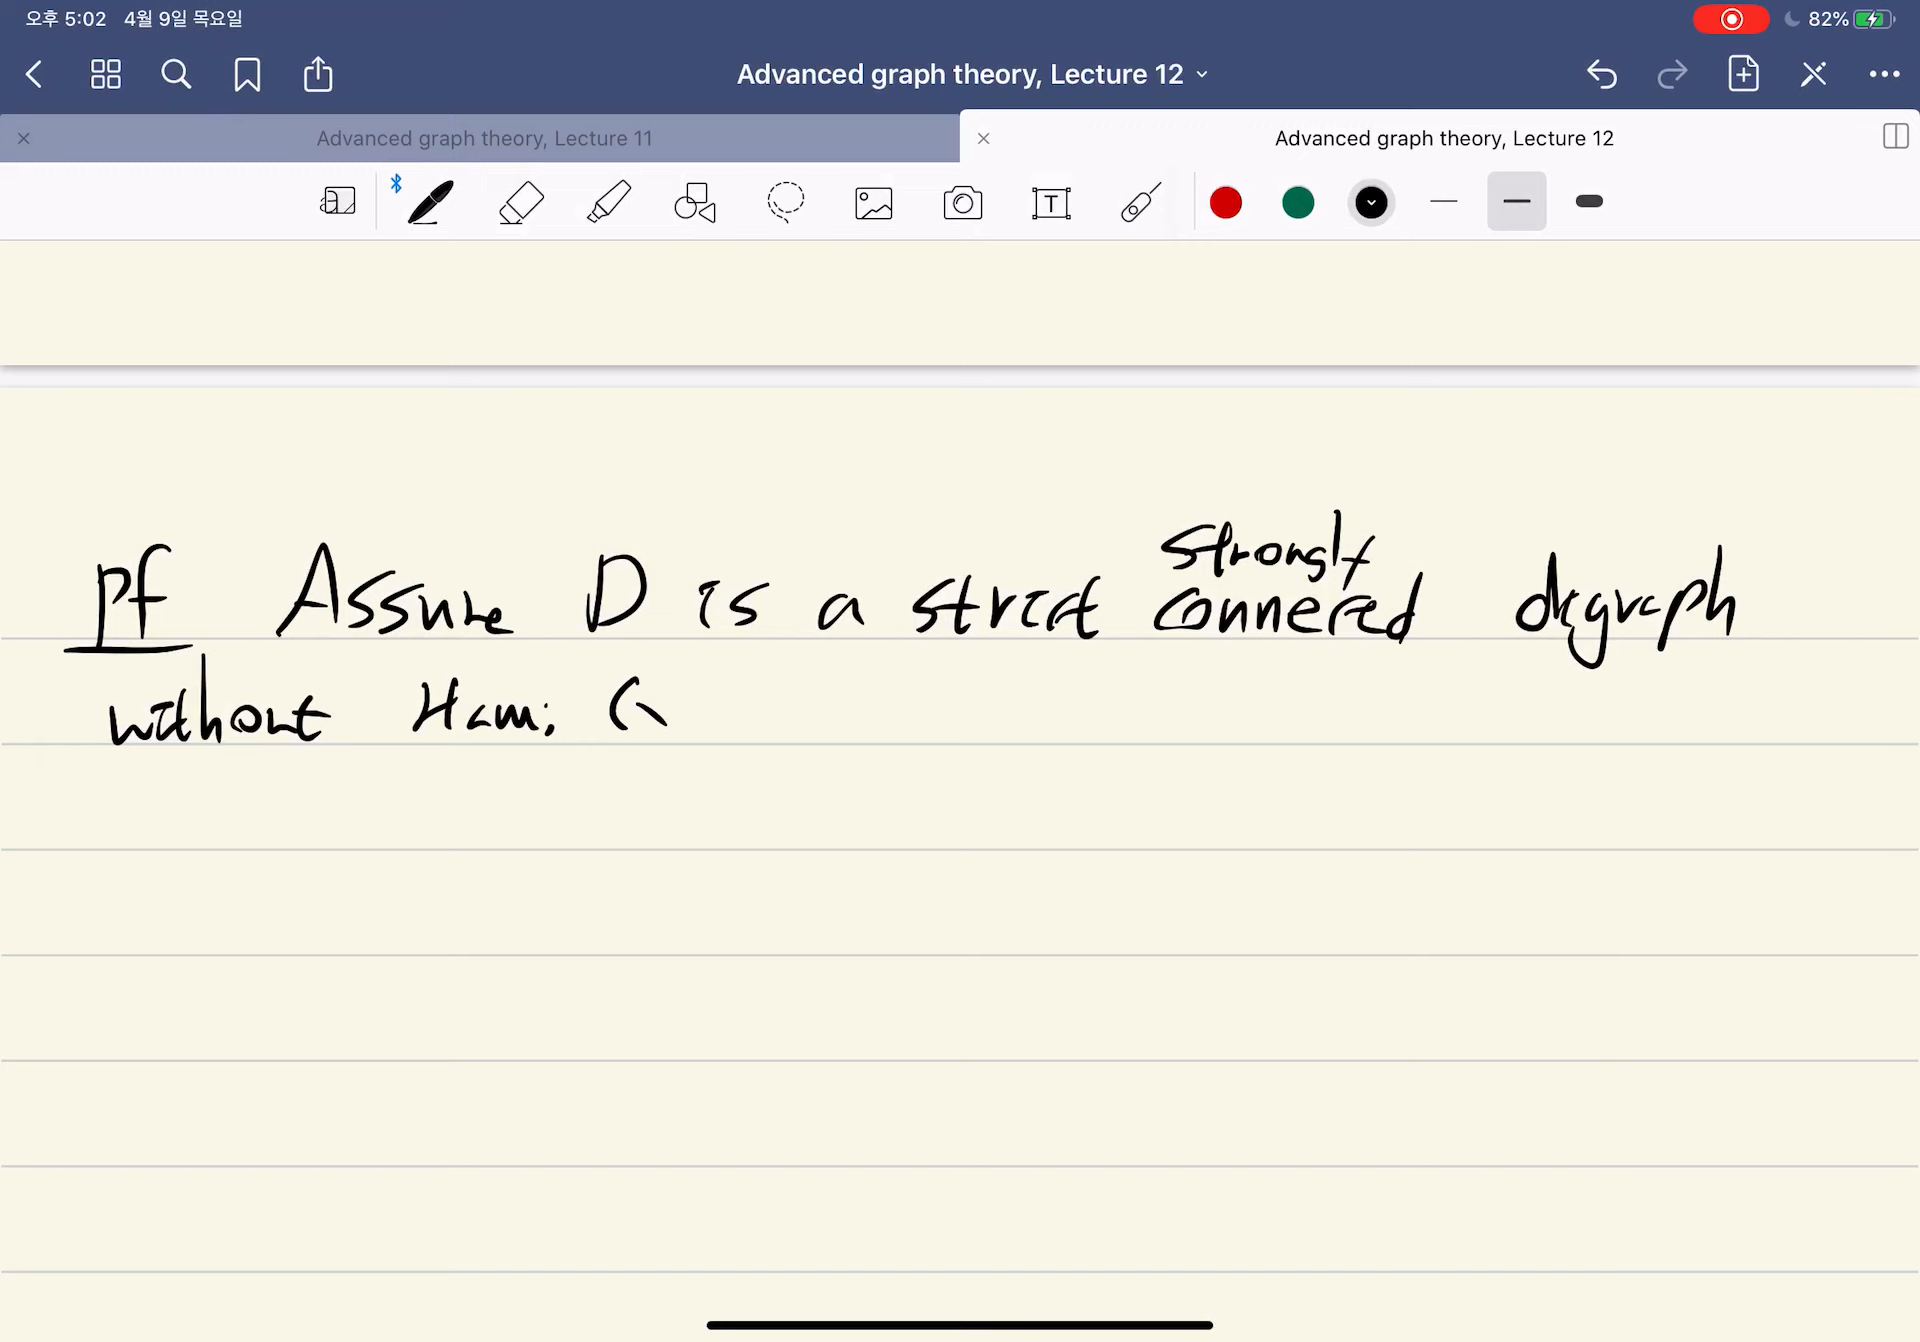 오후 5:02 4월 9일 목요일
82%
Advanced graph theory, Lecture 12
Advanced graph theory, Lecture 11
Advanced graph theory, Lecture 12
T
strongly
Pf Assume D is a strict connected digraph
without Ham;